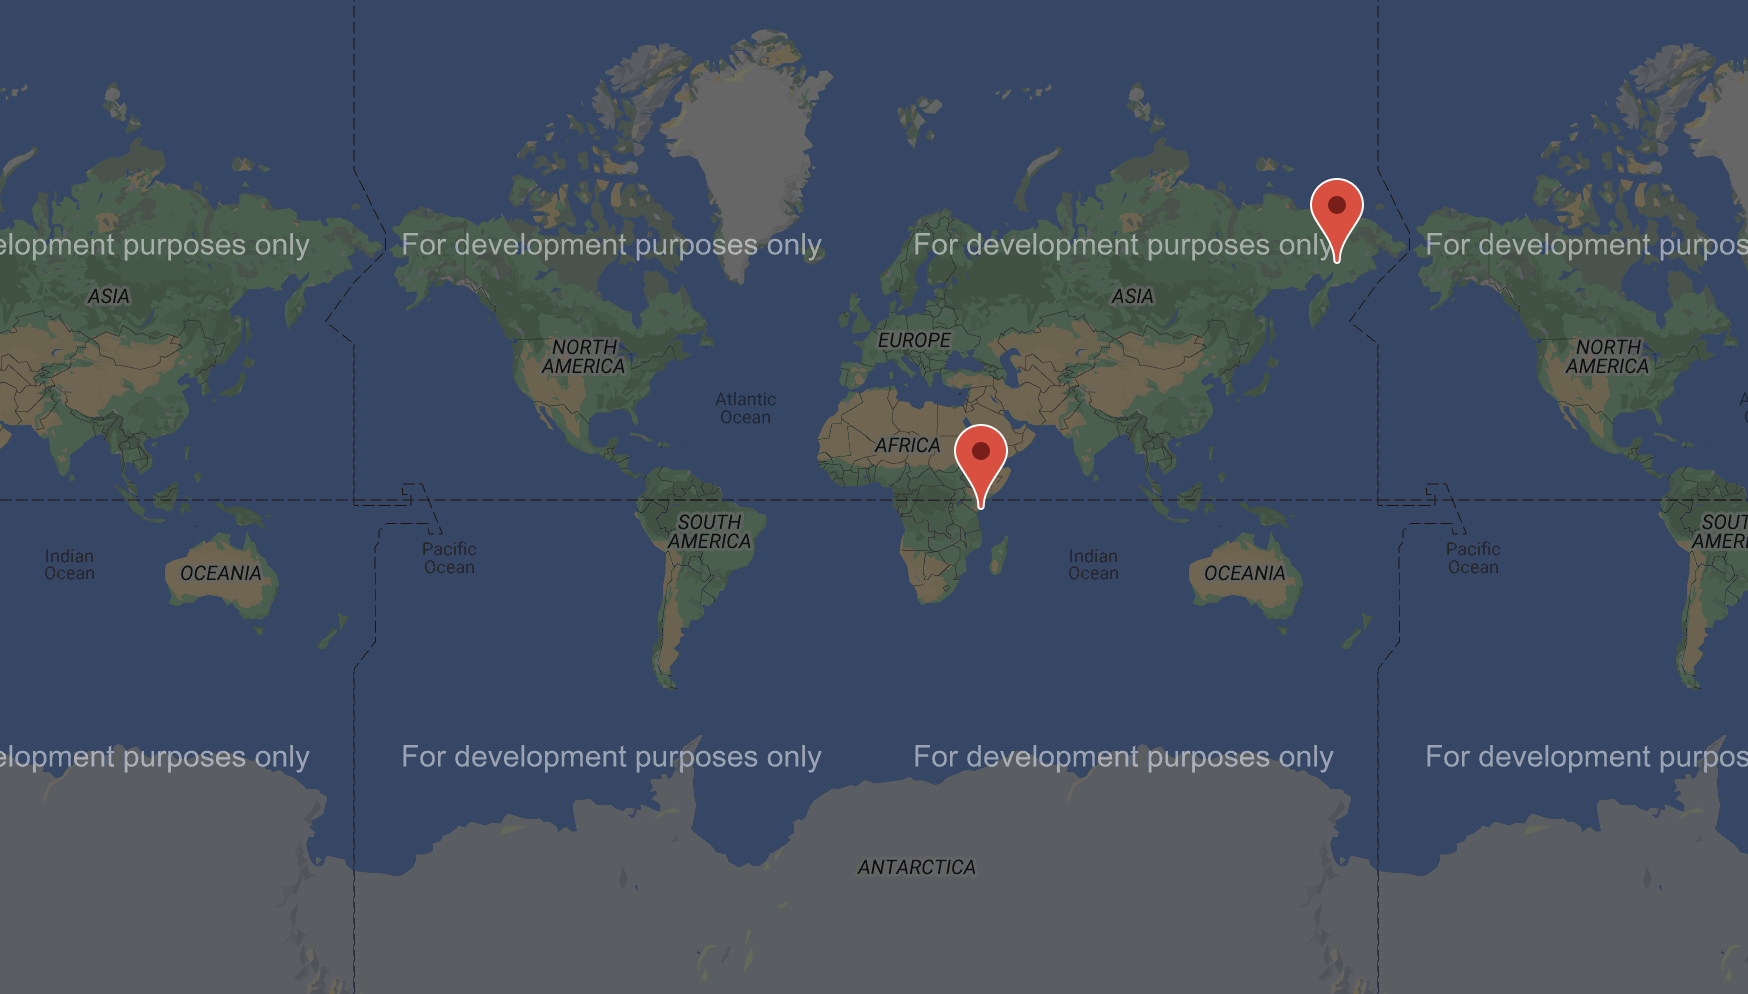 elopment purposes only
For development purposes only
For development purposes only
For development purpos
ASIA
ASIA
NORTH
AMERICA
EUROPE
NORTH
AMERICA
Atlantic
Ocean
A
AFRICA
SOUTH
AMERICA
SOUT
AMERI
Indian
Ocean
OCEANIA
Pacific
Ocean
Indian
Ocean
OCEANIA
Pacific
Ocean
elopment purposes only
For development purposes only
For development purposes only
For development purpos
ANTARCTICA